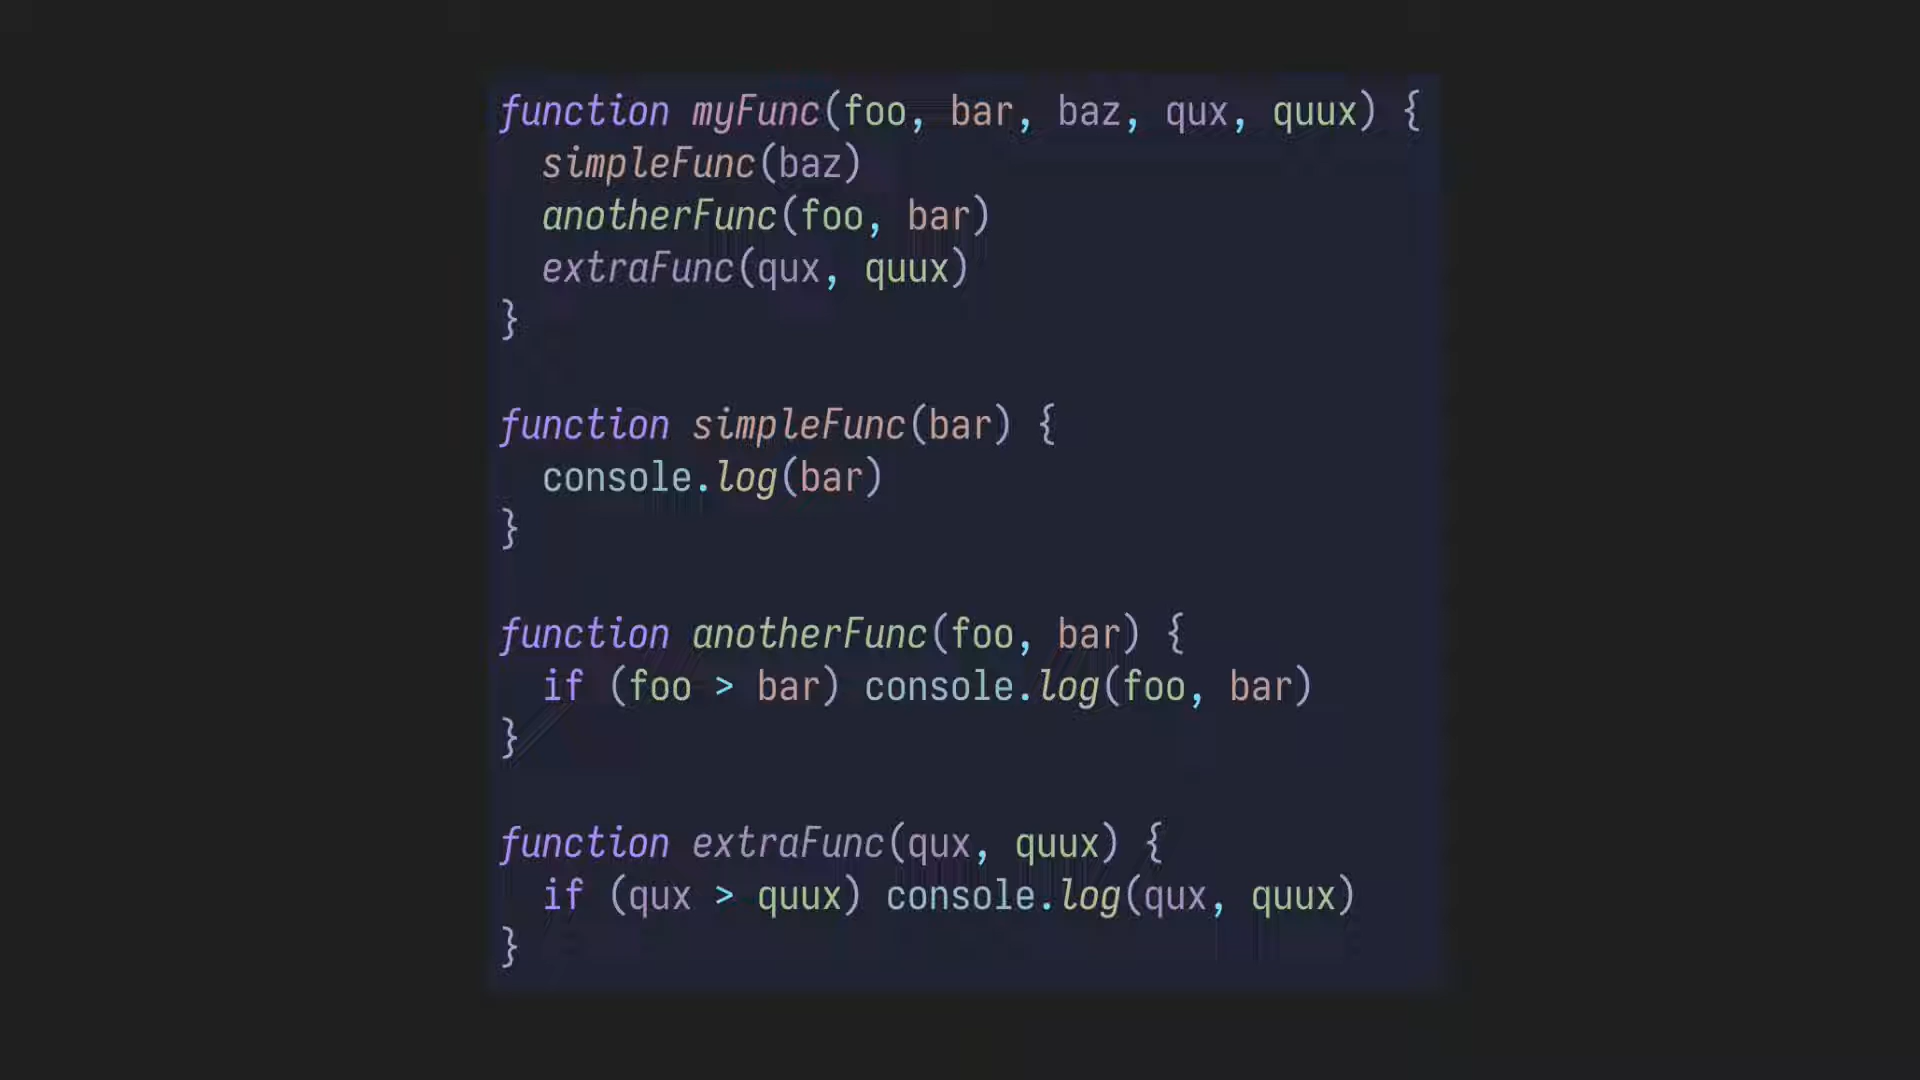 function myFunc(foo, bar, baz, qux, quux) {
  simpleFunc(baz)
  anotherFunc(foo, bar)
  extraFunc(qux, quux)
}
function simpleFunc(bar) {
  console.log(bar)
}
function anotherFunc(foo, bar) {
  if (foo > bar) console.log(foo, bar)
}
function extraFunc(qux, quux) {
  if (qux > quux) console.log(qux, quux)
}